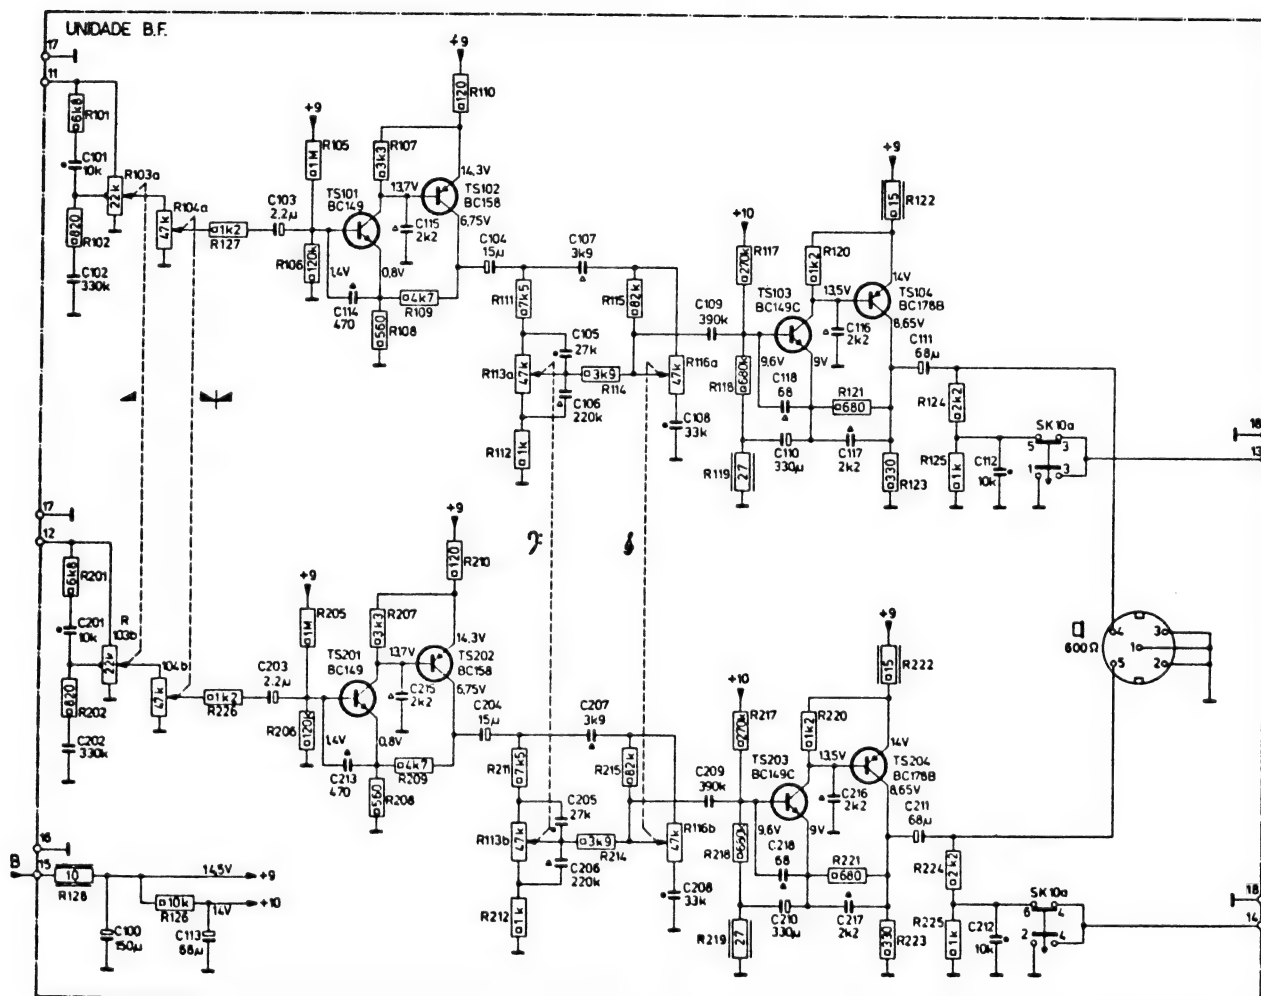 UNIDADE B.F.
17
11
6k8
R101
C101
10k
R103a
22k
820
R102
C102
330k
R104a
47k
1k2
R127
C103
2.2µ
+9
R105
1M
R106
120k
TS101
BC149
R107
3k3
13,7V
C115
2k2
1,4V
C114
470
0,8V
4k7
R109
560
R108
+9
120
R110
14,3V
TS102
BC158
6,75V
C104
15µ
C107
3k9
R111
7k5
R115
82k
C105
27k
R113a
47k
3k9
R114
C106
220k
R112
1k
R116a
47k
C108
33k
C109
390k
+10
R117
270k
R118
680k
R119
27
TS103
BC149C
R120
1k2
13,5V
C116
2k2
9,6V
9V
C118
68
R121
680
C110
330µ
C117
2k2
+9
15
R122
14V
TS104
BC178B
8,65V
C111
68µ
330
R123
R124
2k2
R125
1k
C112
10k
SK10a
5
3
1
3
18
13
17
12
6k8
R201
C201
10k
R
103b
22k
820
R202
C202
330k
104b
47k
1k2
R226
C203
2.2µ
+9
R205
1M
R206
120k
TS201
BC149
R207
3k3
13,7V
C215
2k2
1,4V
C213
470
0,8V
4k7
R209
560
R208
+9
120
R210
14,3V
TS202
BC158
6,75V
C204
15µ
C207
3k9
R211
7k5
R215
82k
C205
27k
R113b
47k
3k9
R214
C206
220k
R212
1k
R116b
47k
C208
33k
C209
390k
+10
R217
270k
R218
680k
R219
27
TS203
BC149C
R220
1k2
13,5V
C216
2k2
9,6V
9V
C218
68
R221
680
C210
330µ
C217
2k2
+9
15
R222
14V
TS204
BC178B
8,65V
C211
68µ
330
R223
R224
2k2
R225
1k
C212
10k
SK10a
6
4
2
4
18
14
600Ω
4
3
1
5
2
16
B
15
10
R128
14,5V
+9
10k
R126
14V
+10
C100
150µ
C113
68µ